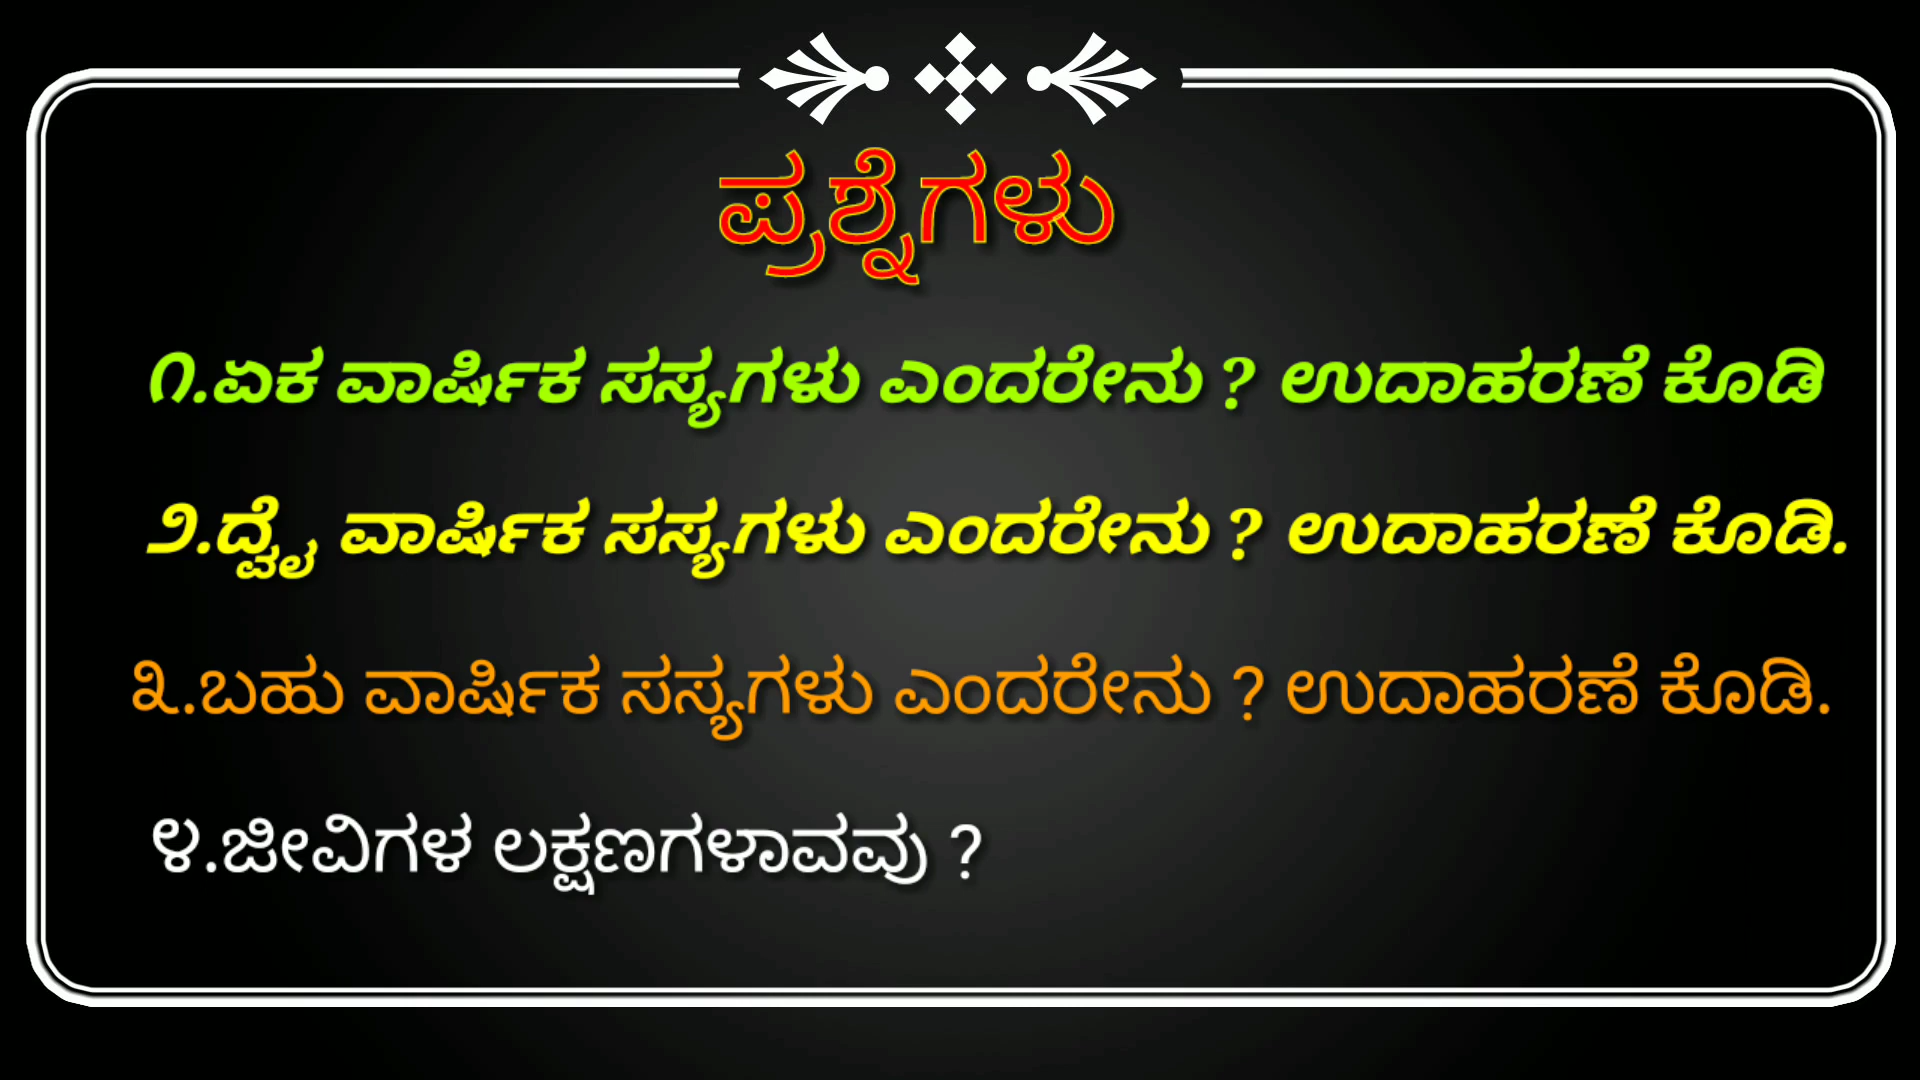 ಪ್ರಶ್ನೆಗಳು
೧.ಏಕ ವಾರ್ಷಿಕ ಸಸ್ಯಗಳು ಎಂದರೇನು ? ಉದಾಹರಣೆ ಕೊಡಿ
೨.ದ್ವೈ ವಾರ್ಷಿಕ ಸಸ್ಯಗಳು ಎಂದರೇನು ? ಉದಾಹರಣೆ ಕೊಡಿ.
೩.ಬಹು ವಾರ್ಷಿಕ ಸಸ್ಯಗಳು ಎಂದರೇನು ? ಉದಾಹರಣೆ ಕೊಡಿ.
೪.ಜೀವಿಗಳ ಲಕ್ಷಣಗಳಾವವು ?